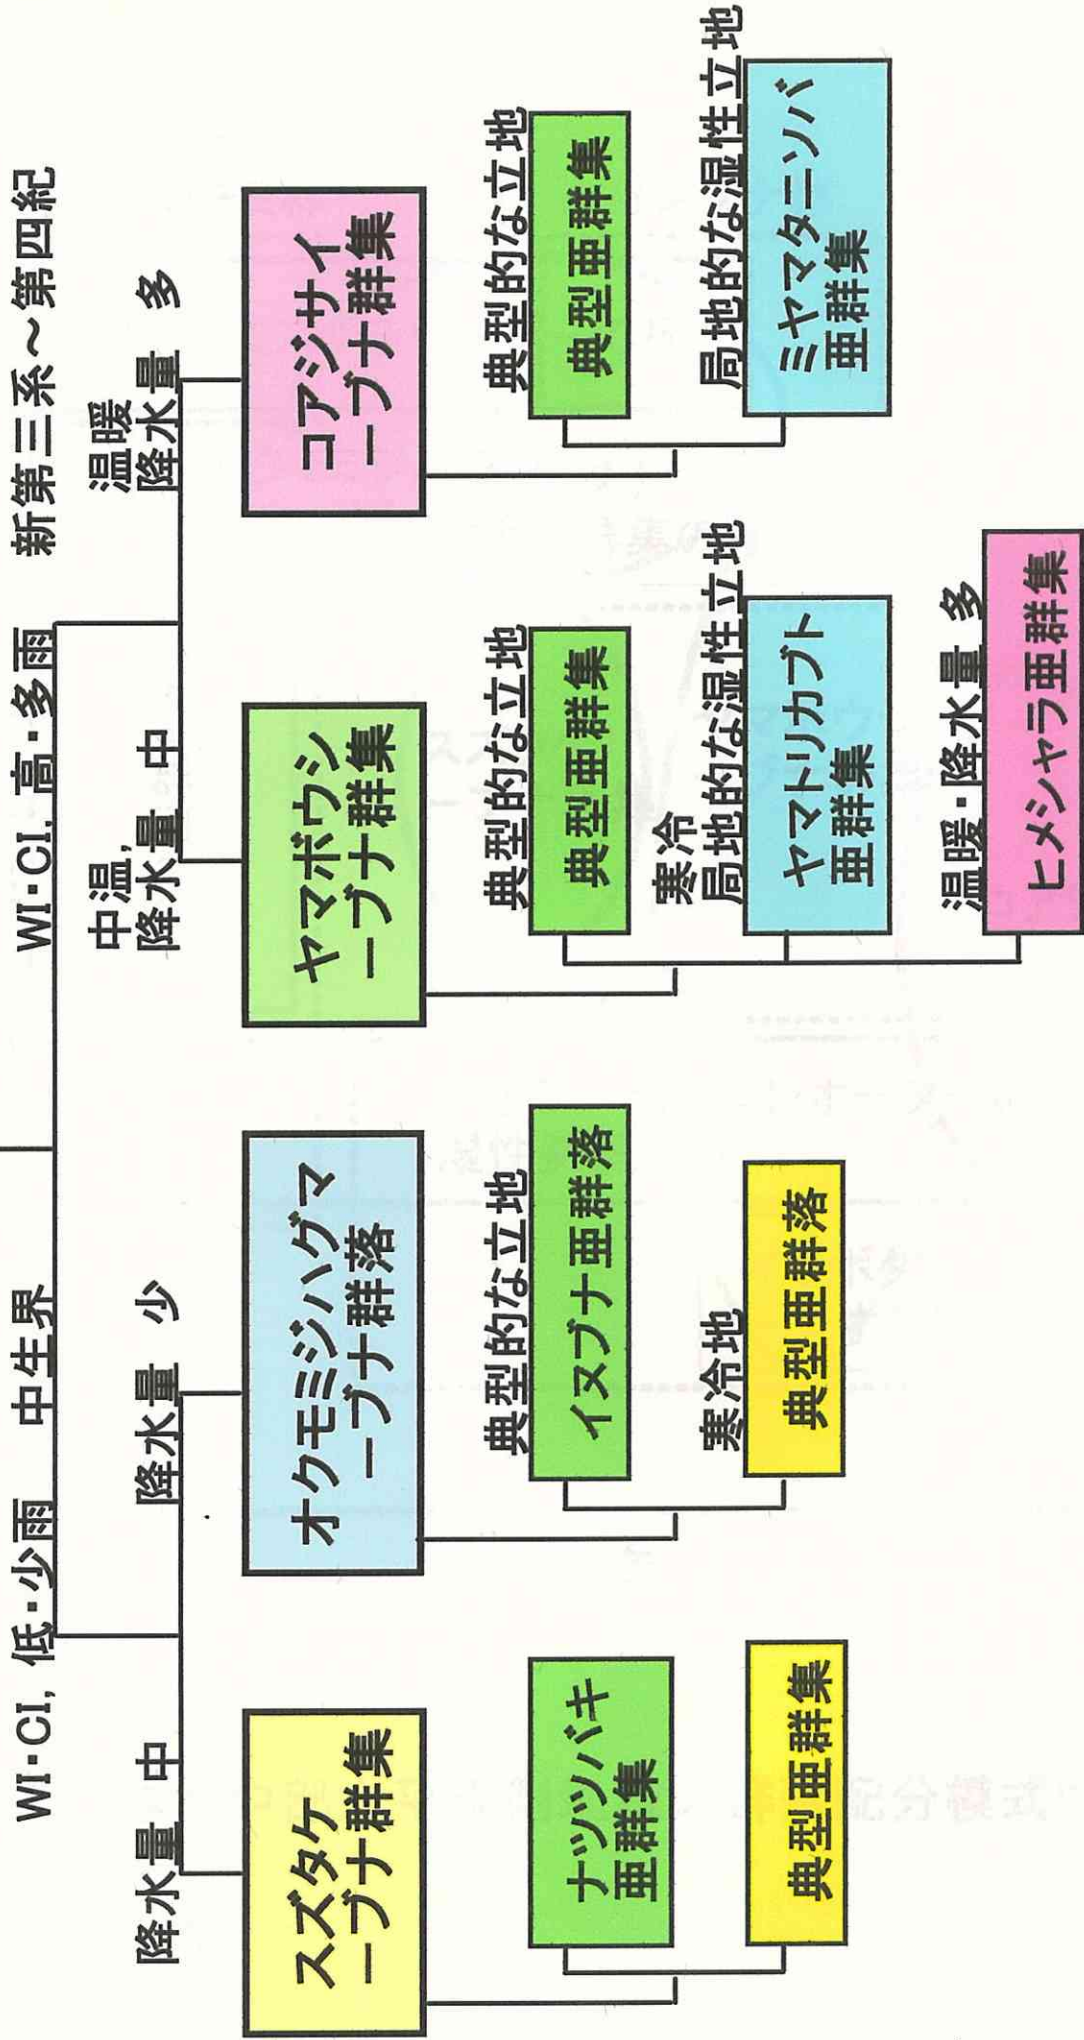 WI・CI, 低・少雨　中生界
WI・CI, 高・多雨　新第三系～第四紀
降水量　中
降水量　少
中温,
降水量　中
温暖
降水量　多
スズタケ
－ブナ群集
オクモミジハグマ
－ブナ群落
ヤマボウシ
－ブナ群集
コアジサイ
－ブナ群集
ナツツバキ
亜群集
典型亜群集
典型的な立地
イヌブナ亜群落
寒冷地
典型亜群落
典型的な立地
典型亜群集
寒冷
局地的な湿性立地
ヤマトリカブト
亜群集
温暖・降水量　多
ヒメシャラ亜群集
典型的な立地
典型亜群集
局地的な湿性立地
ミヤマタニソバ
亜群集